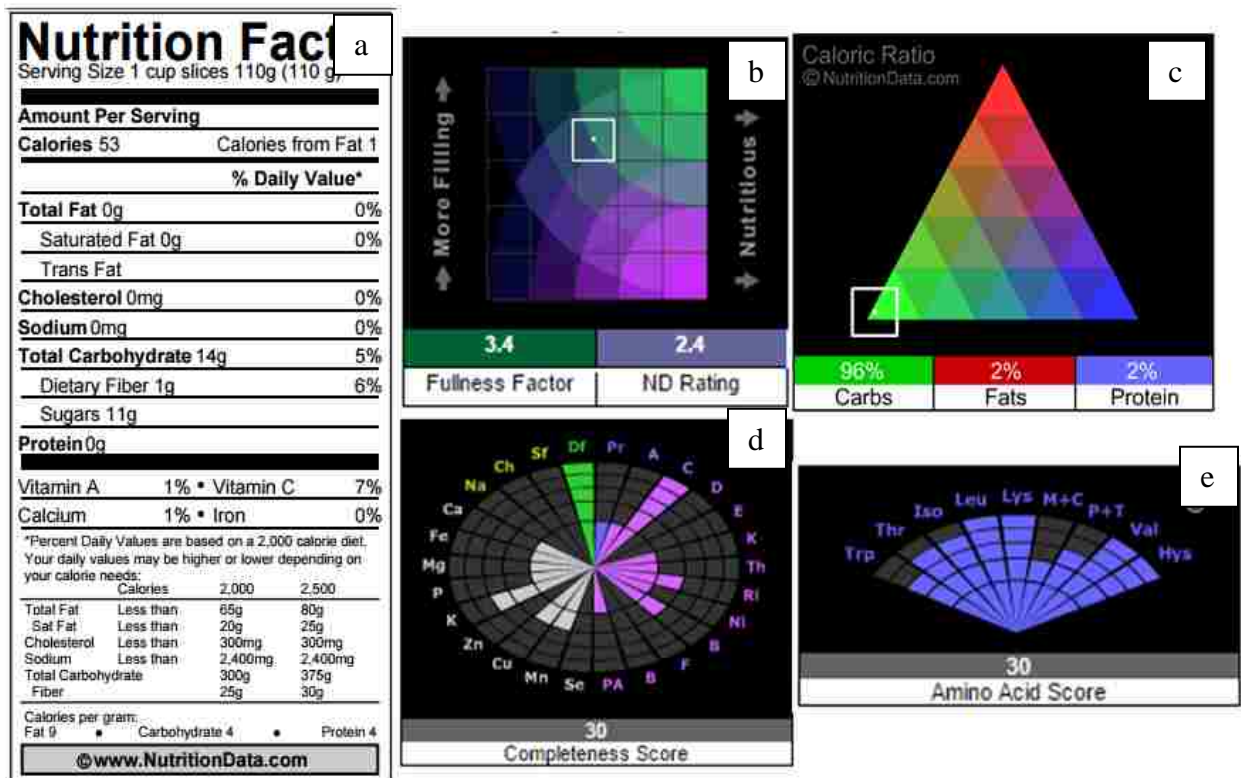 Nutrition Fact
a
Serving Size 1 cup slices 110g (110 g)
Amount Per Serving
Calories 53 Calories from Fat 1
% Daily Value*
Total Fat 0g 0%
Saturated Fat 0g 0%
Trans Fat
Cholesterol 0mg 0%
Sodium 0mg 0%
Total Carbohydrate 14g 5%
Dietary Fiber 1g 6%
Sugars 11g
Protein 0g
Vitamin A 1% • Vitamin C 7%
Calcium 1% • Iron 0%
*Percent Daily Values are based on a 2,000 calorie diet.
Your daily values may be higher or lower depending on
your calorie needs:
Calories 2,000 2,500
Total Fat Less than 65g 80g
Sat Fat Less than 20g 25g
Cholesterol Less than 300mg 300mg
Sodium Less than 2,400mg 2,400mg
Total Carbohydrate 300g 375g
Fiber 25g 30g
Calories per gram:
Fat 9 • Carbohydrate 4 • Protein 4
©www.NutritionData.com
b
More Filling
Nutritious
3.4 2.4
Fullness Factor ND Rating
c
Caloric Ratio
© NutritionData.com
96% 2% 2%
Carbs Fats Protein
d
Df Pr A C D E K Th Ri Ni B F B PA Se Mn Cu Zn K P Mg Fe Ca Na Ch Sf
30
Completeness Score
e
Trp Thr Iso Leu Lys M+C P+T Val Hys
30
Amino Acid Score